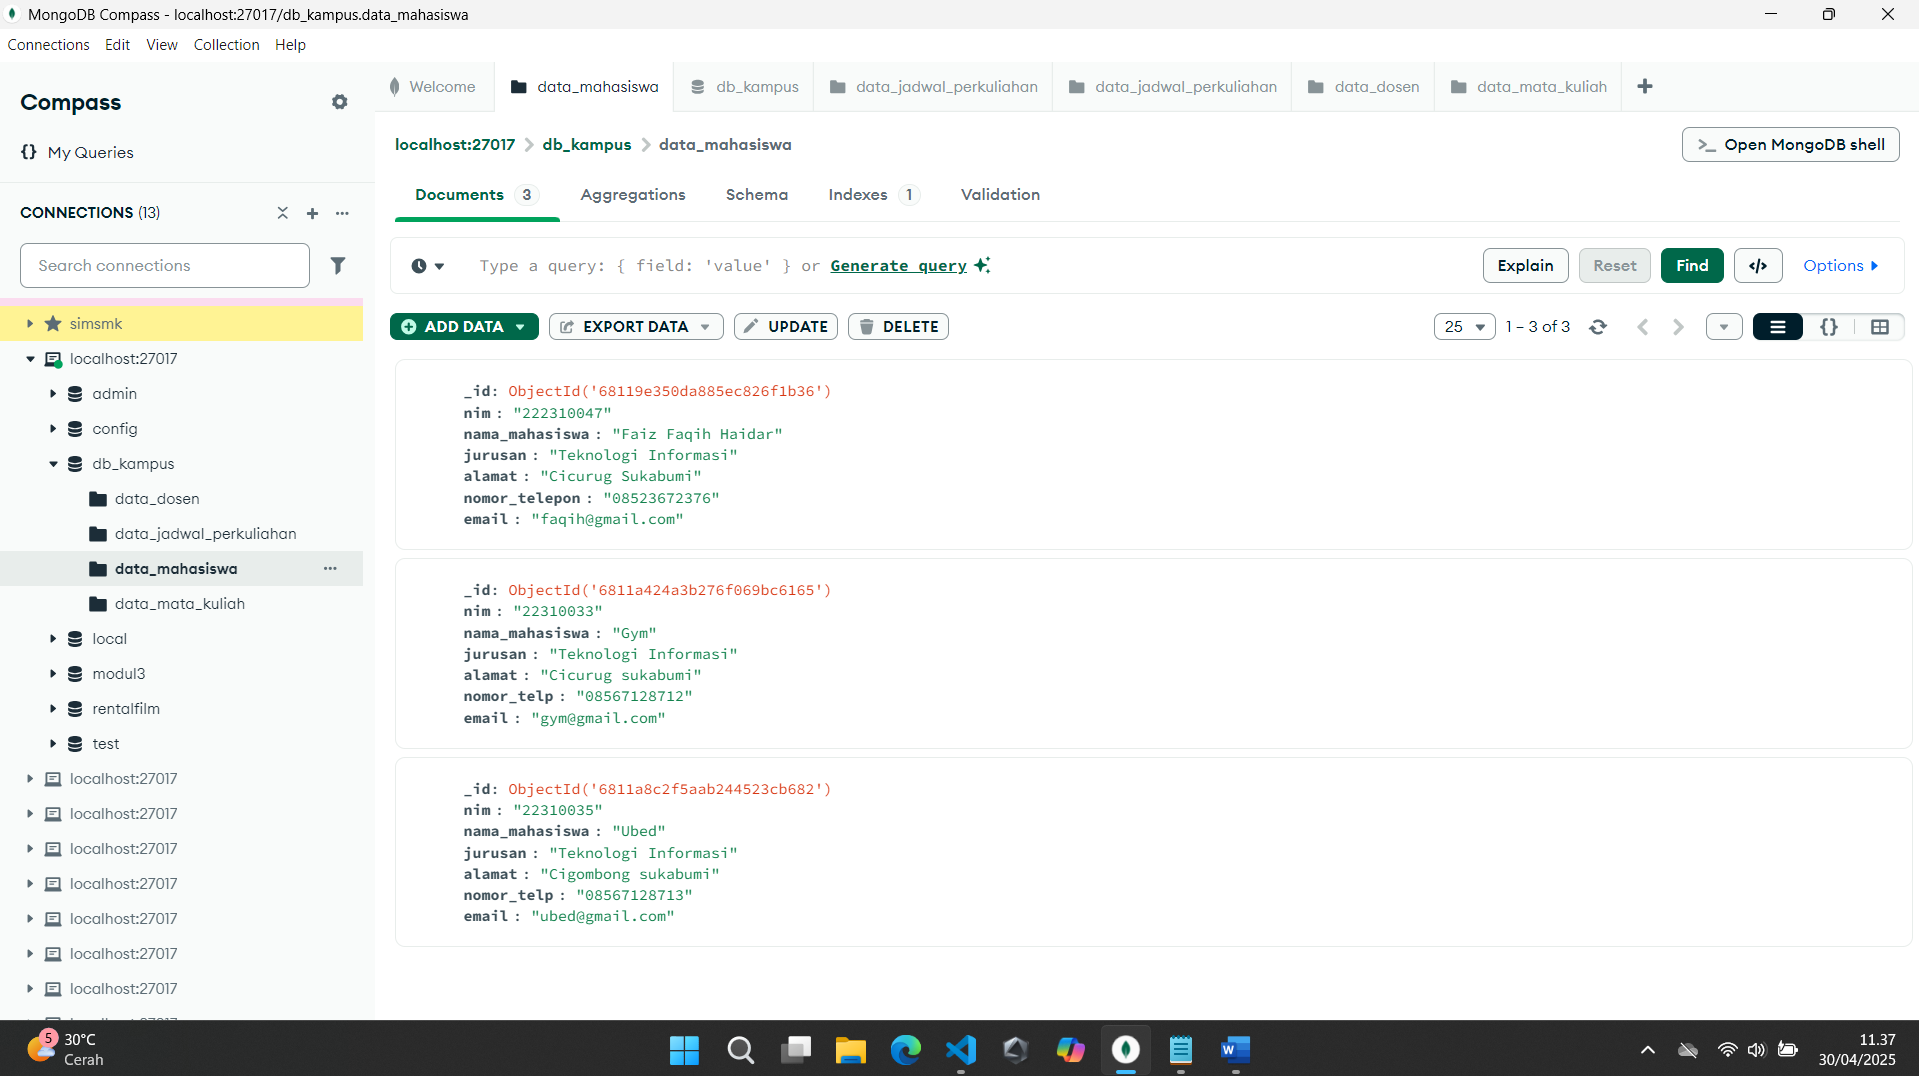 MongoDB Compass - localhost:27017/db_kampus.data_mahasiswa
Connections Edit View Collection Help
Compass
My Queries
CONNECTIONS (13)
Search connections
simsmk
localhost:27017
admin
config
db_kampus
data_dosen
data_jadwal_perkuliahan
data_mahasiswa
data_mata_kuliah
local
modul3
rentalfilm
test
localhost:27017
localhost:27017
localhost:27017
localhost:27017
localhost:27017
localhost:27017
localhost:27017
Welcome data_mahasiswa db_kampus data_jadwal_perkuliahan data_jadwal_perkuliahan data_dosen data_mata_kuliah
localhost:27017 > db_kampus > data_mahasiswa
>_ Open MongoDB shell
Documents 3 Aggregations Schema Indexes 1 Validation
Type a query: { field: 'value' } or Generate query
Explain Reset Find </> Options
ADD DATA EXPORT DATA UPDATE DELETE
25 1 – 3 of 3 {}
_id: ObjectId('68119e350da885ec826f1b36')
nim : "222310047"
nama_mahasiswa : "Faiz Faqih Haidar"
jurusan : "Teknologi Informasi"
alamat : "Cicurug Sukabumi"
nomor_telepon : "08523672376"
email : "faqih@gmail.com"
_id: ObjectId('6811a424a3b276f069bc6165')
nim : "22310033"
nama_mahasiswa : "Gym"
jurusan : "Teknologi Informasi"
alamat : "Cicurug sukabumi"
nomor_telp : "08567128712"
email : "gym@gmail.com"
_id: ObjectId('6811a8c2f5aab244523cb682')
nim : "22310035"
nama_mahasiswa : "Ubed"
jurusan : "Teknologi Informasi"
alamat : "Cigombong sukabumi"
nomor_telp : "08567128713"
email : "ubed@gmail.com"
5
30°C
Cerah
W
11.37
30/04/2025